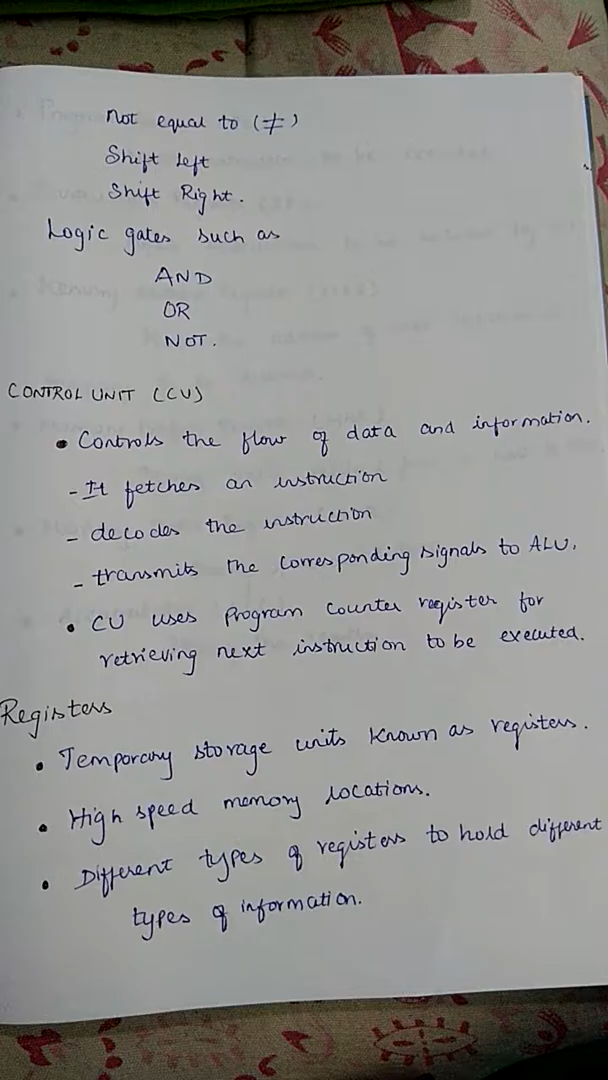 Not equal to (≠)
Shift Left
Shift Right.
Logic gates such as
AND
OR
NOT.
CONTROL UNIT (CU)
• Controls the flow of data and information.
- It fetches an instruction
- decodes the instruction
- transmits the corresponding signals to ALU.
• CU uses Program Counter register for
retrieving next instruction to be executed.
Registers
• Temporary storage units known as registers.
• High speed memory locations.
• Different types of registers to hold different
types of information.